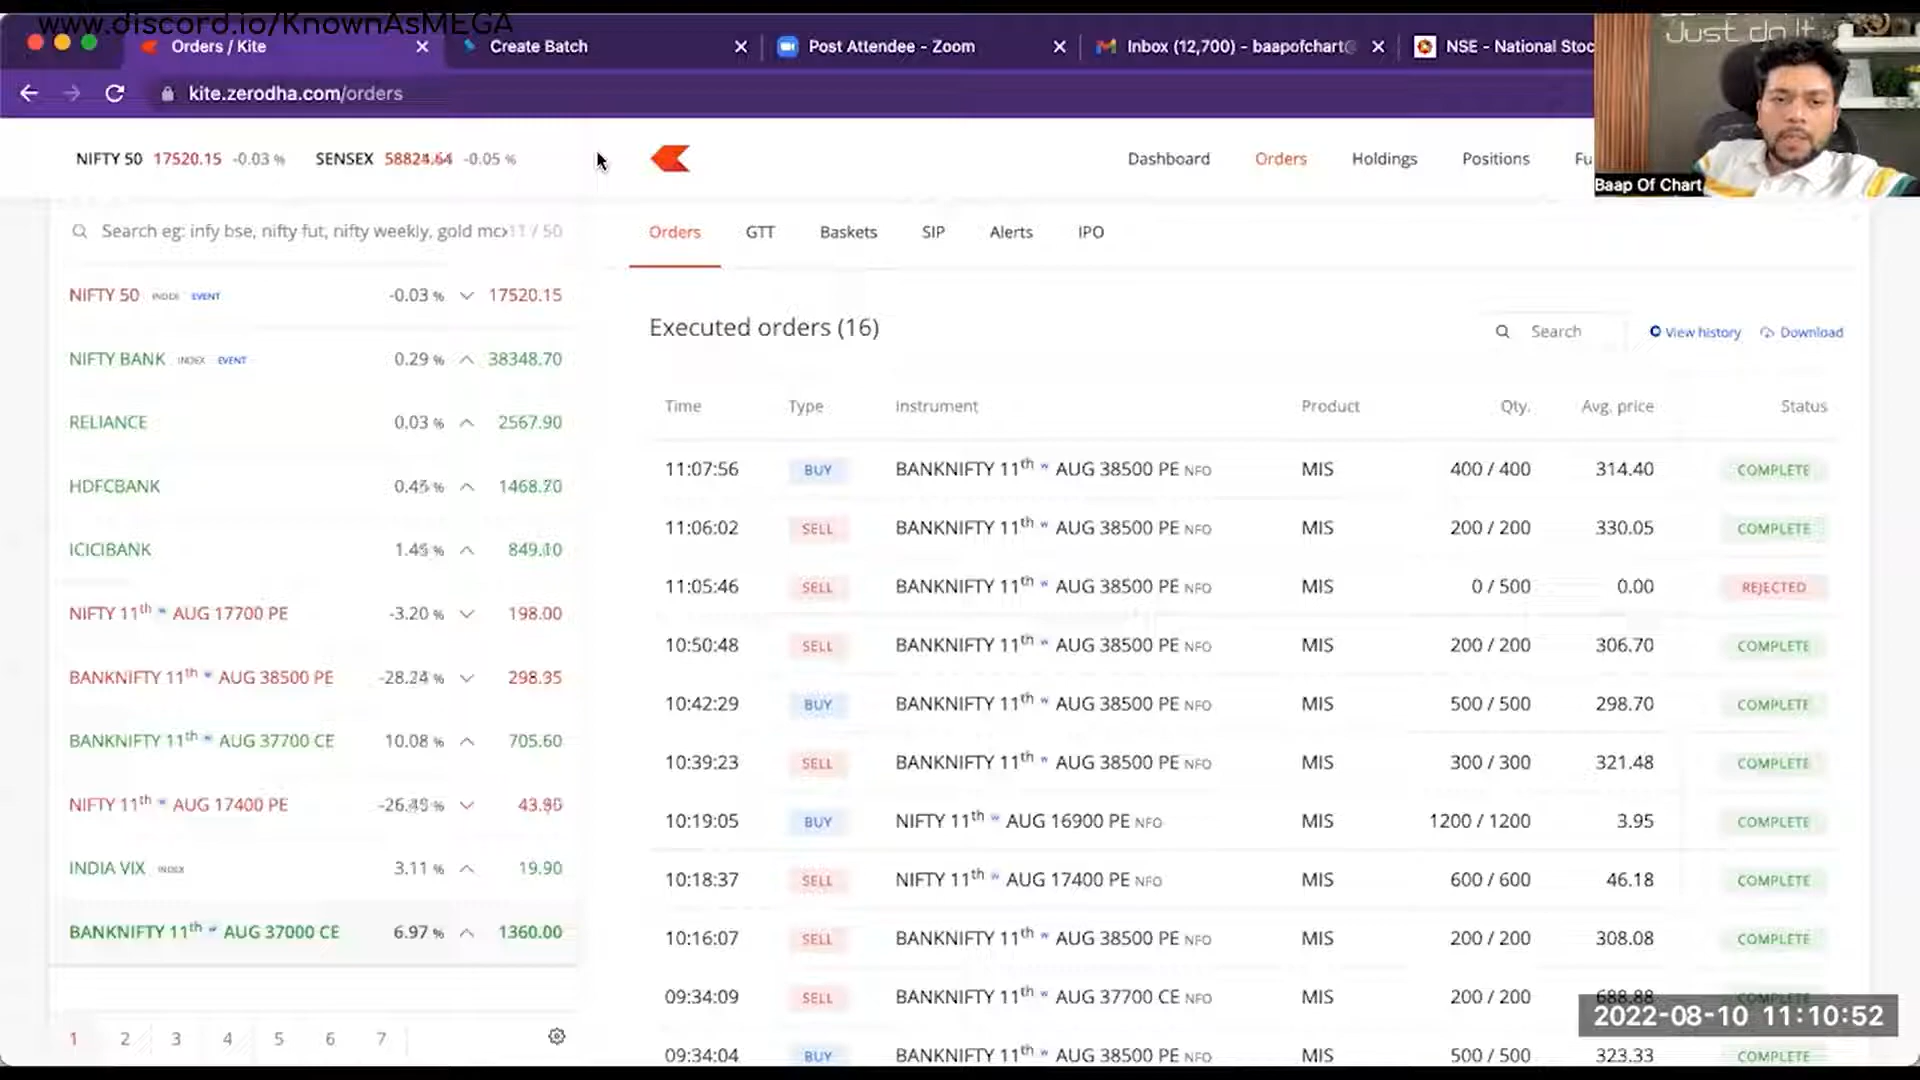 www.discord.io/KnownAsMEGA
Orders / Kite
Create Batch
Post Attendee - Zoom
Inbox (12,700) - baapofchart@
NSE - National Stoc
Just do it
kite.zerodha.com/orders
Baap Of Chart
NIFTY 50 17520.15 -0.03 %
SENSEX -0.05 %
Dashboard Orders Holdings Positions Fu
Search eg: infy bse, nifty fut, nifty weekly, gold mcx 11 / 50
Orders GTT Baskets SIP Alerts IPO
NIFTY 50 INDEX EVENT -0.03 % 17520.15
NIFTY BANK INDEX EVENT 0.29 % 38348.70
RELIANCE 0.03 % 2567.90
HDFCBANK 0.45 % 1468.70
ICICIBANK 1.45 % 849.10
NIFTY 11th w AUG 17700 PE -3.20 % 198.00
BANKNIFTY 11th w AUG 38500 PE -28.24 % 298.35
BANKNIFTY 11th w AUG 37700 CE 10.08 % 705.60
NIFTY 11th w AUG 17400 PE
INDIA VIX INDEX 3.11 % 19.90
BANKNIFTY 11th w AUG 37000 CE 6.97 % 1360.00
1 2 3 4 5 6 7
Executed orders (16)
Search View history Download
Time Type Instrument Product Qty. Avg. price Status
11:07:56 BUY BANKNIFTY 11th w AUG 38500 PE NFO MIS 400 / 400 314.40 COMPLETE
11:06:02 SELL BANKNIFTY 11th w AUG 38500 PE NFO MIS 200 / 200 330.05 COMPLETE
11:05:46 SELL BANKNIFTY 11th w AUG 38500 PE NFO MIS 0 / 500 0.00 REJECTED
10:50:48 SELL BANKNIFTY 11th w AUG 38500 PE NFO MIS 200 / 200 306.70 COMPLETE
10:42:29 BUY BANKNIFTY 11th w AUG 38500 PE NFO MIS 500 / 500 298.70 COMPLETE
10:39:23 SELL BANKNIFTY 11th w AUG 38500 PE NFO MIS 300 / 300 321.48 COMPLETE
10:19:05 BUY NIFTY 11th w AUG 16900 PE NFO MIS 1200 / 1200 3.95 COMPLETE
10:18:37 SELL NIFTY 11th w AUG 17400 PE NFO MIS 600 / 600 46.18 COMPLETE
10:16:07 SELL BANKNIFTY 11th w AUG 38500 PE NFO MIS 200 / 200 308.08 COMPLETE
09:34:09 SELL BANKNIFTY 11th w AUG 37700 CE NFO MIS 200 / 200 688.88 COMPLETE
2022-08-10 11:10:52
09:34:04 BUY BANKNIFTY 11th w AUG 38500 PE NFO MIS 500 / 500 323.33 COMPLETE